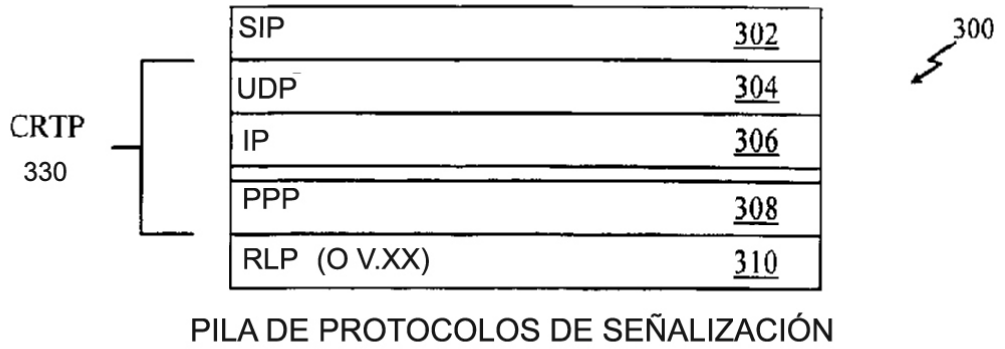 SIP 302
300
UDP 304
CRTP
330
IP 306
PPP 308
RLP (O V.XX) 310
PILA DE PROTOCOLOS DE SEÑALIZACIÓN